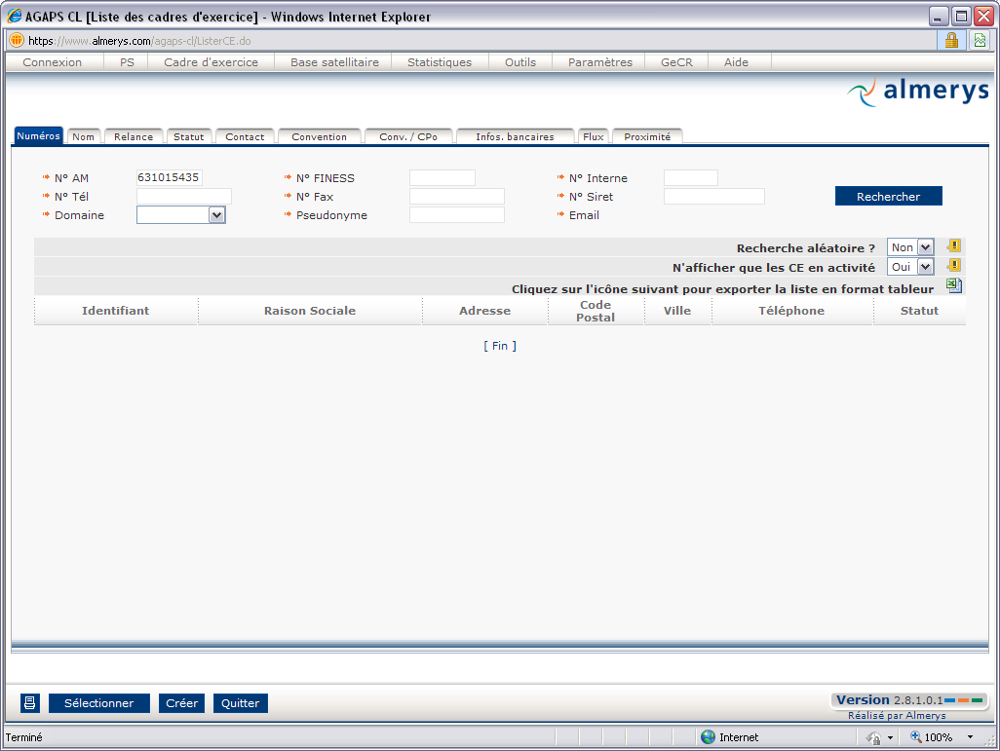 AGAPS CL [Liste des cadres d'exercice] - Windows Internet Explorer
https://www.almerys.com/agaps-cl/ListerCE.do
Connexion PS Cadre d'exercice Base satellitaire Statistiques Outils Paramètres GeCR Aide
almerys
Numéros Nom Relance Statut Contact Convention Conv. / CPo Infos. bancaires Flux Proximité
N° AM 631015435 N° FINESS N° Interne
N° Tél N° Fax N° Siret Rechercher
Domaine Pseudonyme Email
Recherche aléatoire ? Non
N'afficher que les CE en activité Oui
Cliquez sur l'icône suivant pour exporter la liste en format tableur
Identifiant Raison Sociale Adresse Code Postal Ville Téléphone Statut
[ Fin ]
Sélectionner Créer Quitter Version 2.8.1.0.1
Réalisé par Almerys
Terminé Internet 100%